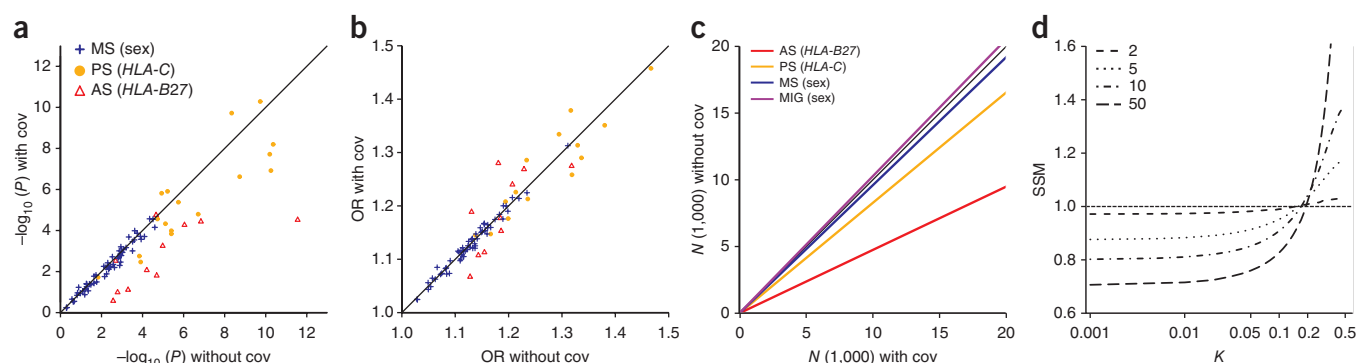 a
MS (sex)
PS (HLA-C)
AS (HLA-B27)
12
10
8
6
4
2
0
0 2 4 6 8 10 12
–log10 (P) with cov
–log10 (P) without cov
b
1.5
1.4
1.3
1.2
1.1
1.0
1.0 1.1 1.2 1.3 1.4 1.5
OR with cov
OR without cov
c
AS (HLA-B27)
PS (HLA-C)
MS (sex)
MIG (sex)
20
15
10
5
0
0 5 10 15 20
N (1,000) without cov
N (1,000) with cov
d
2
5
10
50
1.6
1.4
1.2
1.0
0.8
0.6
0.001 0.01 0.05 0.1 0.2 0.5
SSM
K